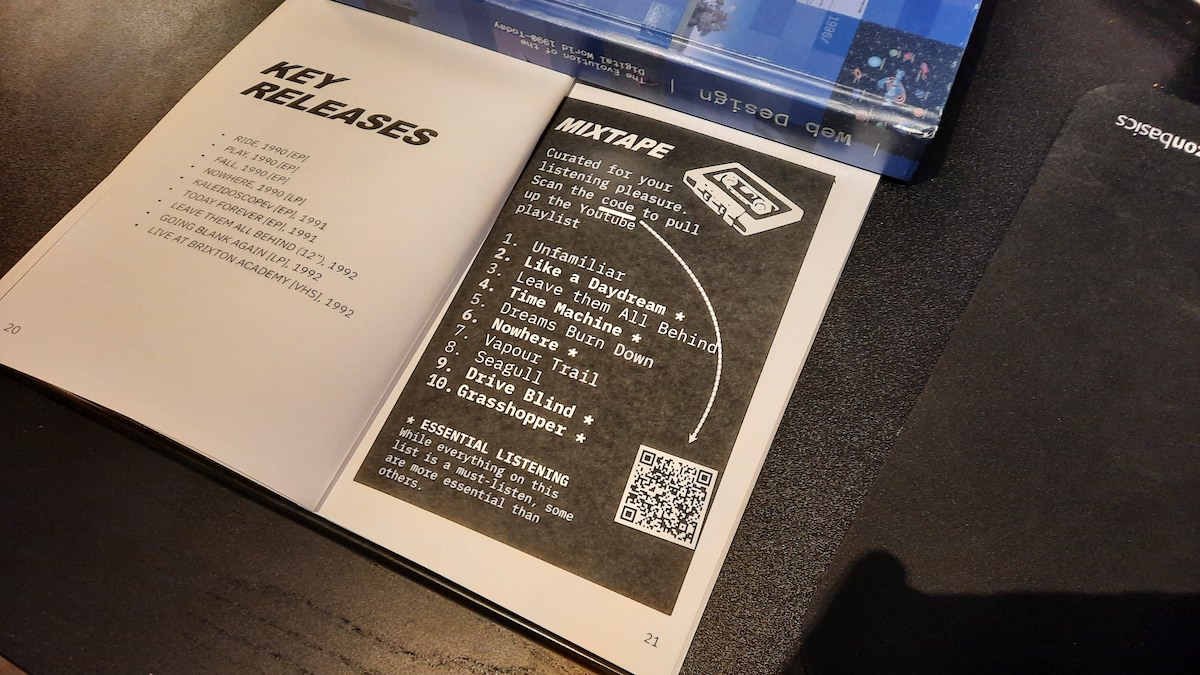 KEY
RELEASES
RIDE, 1990 [EP]
PLAY, 1990 [EP]
FALL, 1990 [EP]
NOWHERE, 1990 [LP]
KALEIDOSCOPEV [EP], 1991
TODAY FOREVER [EP], 1991
LEAVE THEM ALL BEHIND (12"), 1992
GOING BLANK AGAIN [LP], 1992
LIVE AT BRIXTON ACADEMY [VHS], 1992
20
MIXTAPE
Curated for your
listening pleasure.
Scan the code to pull
up the Youtube
playlist
1. Unfamiliar
2. Like a Daydream *
3. Leave them All Behind
4. Time Machine *
5. Dreams Burn Down
6. Nowhere *
7. Vapour Trail
8. Seagull
9. Drive Blind *
10. Grasshopper *
* ESSENTIAL LISTENING
While everything on this
list is a must-listen, some
are more essential than
others.
21
| Web Design |
The Evolution of the
Digital World 1990–Today
1996/
onbasics